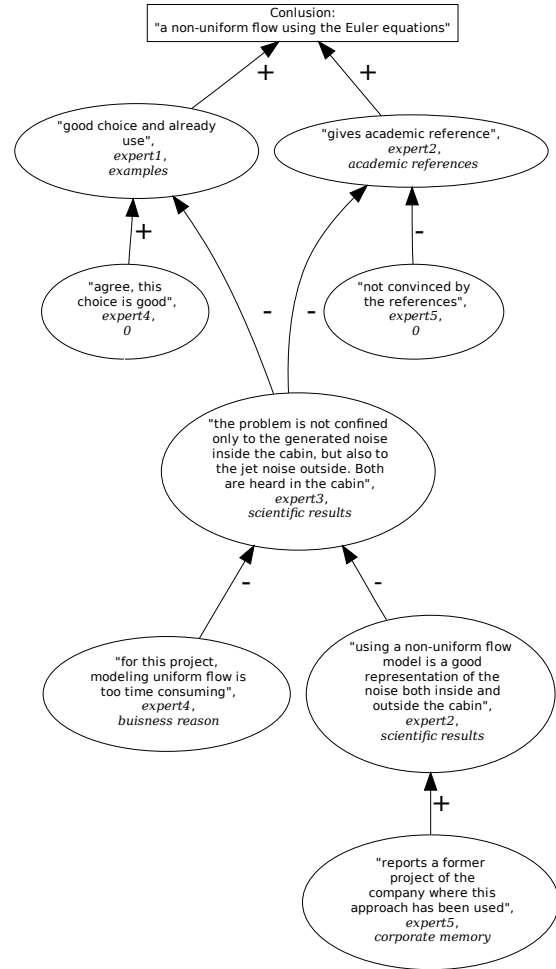 Conlusion:
"a non-uniform flow using the Euler equations"
+
+
"good choice and already
use",
expert1,
examples
"gives academic reference",
expert2,
academic references
+
-
"agree, this
choice is good",
expert4,
0
"not convinced by
the references",
expert5,
0
-
-
"the problem is not confined
only to the generated noise
inside the cabin, but also to
the jet noise outside. Both
are heard in the cabin",
expert3,
scientific results
-
-
"for this project,
modeling uniform flow is
too time consuming",
expert4,
buisness reason
"using a non-uniform flow
model is a good
representation of the
noise both inside and
outside the cabin",
expert2,
scientific results
+
"reports a former
project of the
company where this
approach has been used",
expert5,
corporate memory